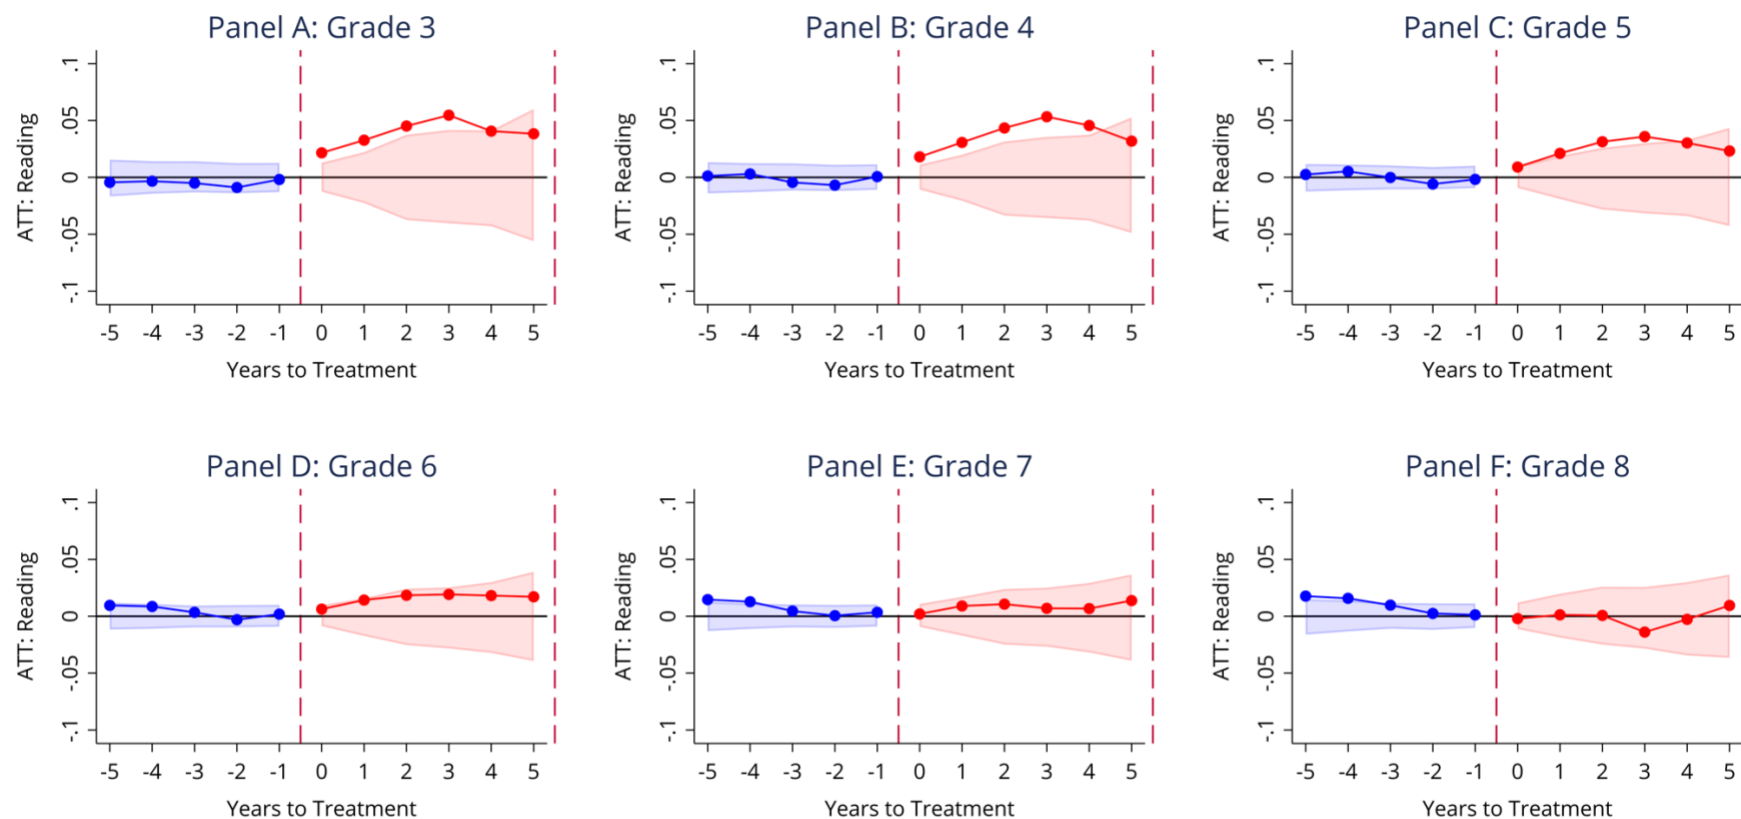 Panel A: Grade 3
ATT: Reading
.1
.05
0
-.05
-.1
-5 -4 -3 -2 -1 0 1 2 3 4 5
Years to Treatment
Panel B: Grade 4
ATT: Reading
.1
.05
0
-.05
-.1
-5 -4 -3 -2 -1 0 1 2 3 4 5
Years to Treatment
Panel C: Grade 5
ATT: Reading
.1
.05
0
-.05
-.1
-5 -4 -3 -2 -1 0 1 2 3 4 5
Years to Treatment
Panel D: Grade 6
ATT: Reading
.1
.05
0
-.05
-.1
-5 -4 -3 -2 -1 0 1 2 3 4 5
Years to Treatment
Panel E: Grade 7
ATT: Reading
.1
.05
0
-.05
-.1
-5 -4 -3 -2 -1 0 1 2 3 4 5
Years to Treatment
Panel F: Grade 8
ATT: Reading
.1
.05
0
-.05
-.1
-5 -4 -3 -2 -1 0 1 2 3 4 5
Years to Treatment